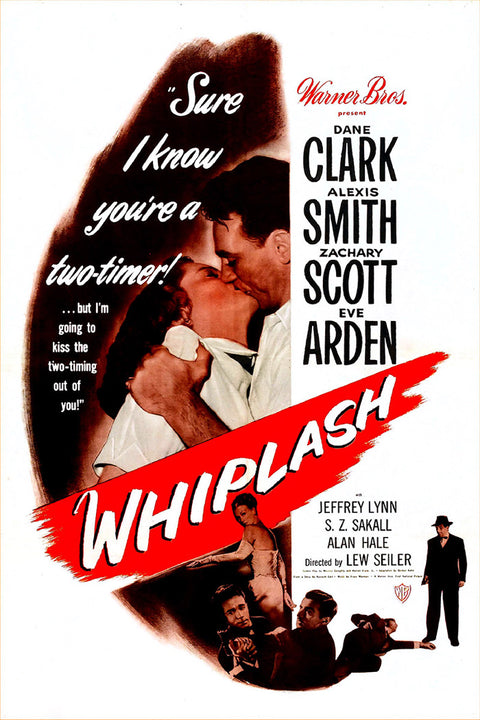 "Sure
I know
you're a
two-timer!
...but I'm
going to
kiss the
two-timing
out of
you!"
Warner Bros.
present
DANE
CLARK
ALEXIS
SMITH
ZACHARY
SCOTT
EVE
ARDEN
WHIPLASH
with
JEFFREY LYNN
S. Z. SAKALL
ALAN HALE
Directed by LEW SEILER